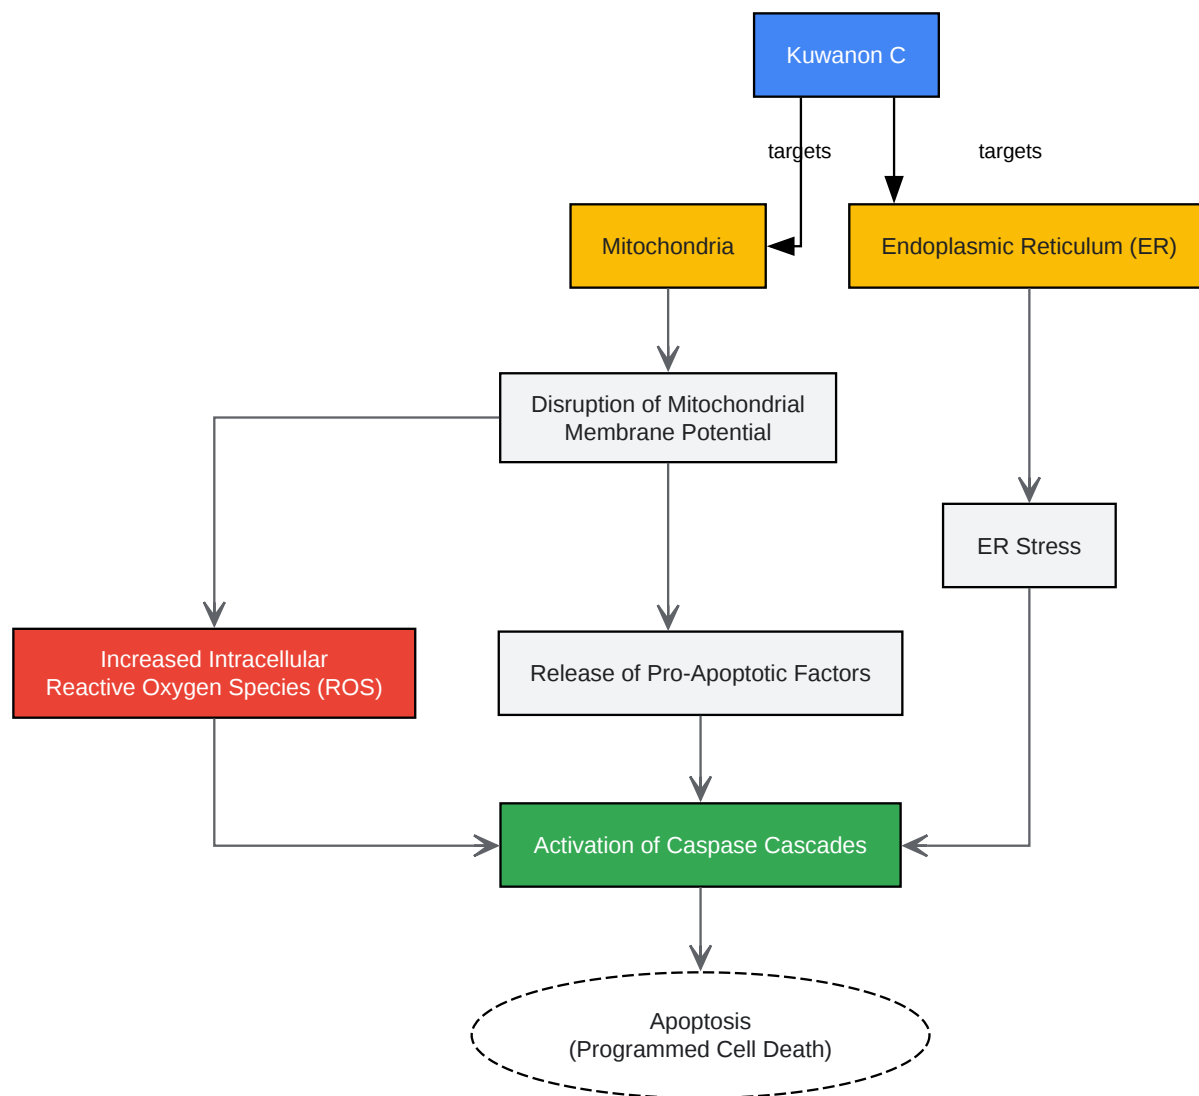 Kuwanon C
targets
targets
Mitochondria
Endoplasmic Reticulum (ER)
Disruption of Mitochondrial
Membrane Potential
ER Stress
Increased Intracellular
Reactive Oxygen Species (ROS)
Release of Pro-Apoptotic Factors
Activation of Caspase Cascades
Apoptosis
(Programmed Cell Death)